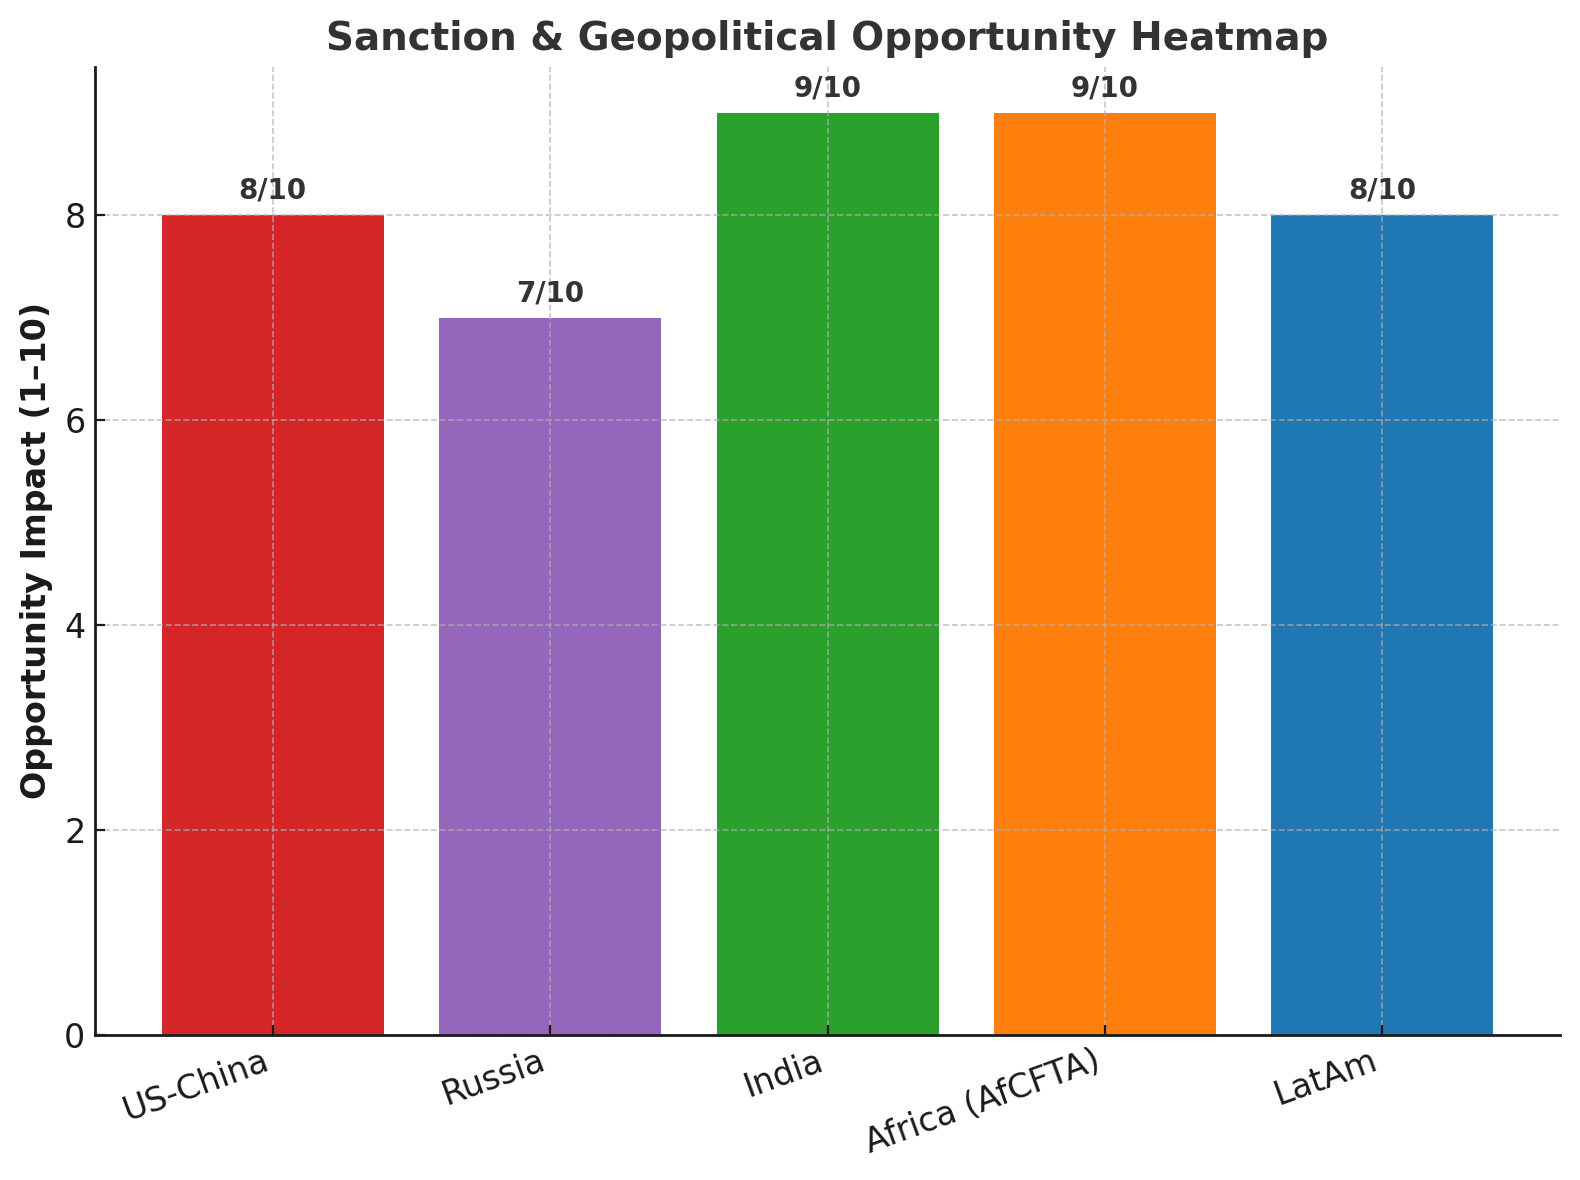 Sanction & Geopolitical Opportunity Heatmap
Opportunity Impact (1–10)
8
6
4
2
0
8/10
7/10
9/10
9/10
8/10
US-China
Russia
India
Africa (AfCFTA)
LatAm